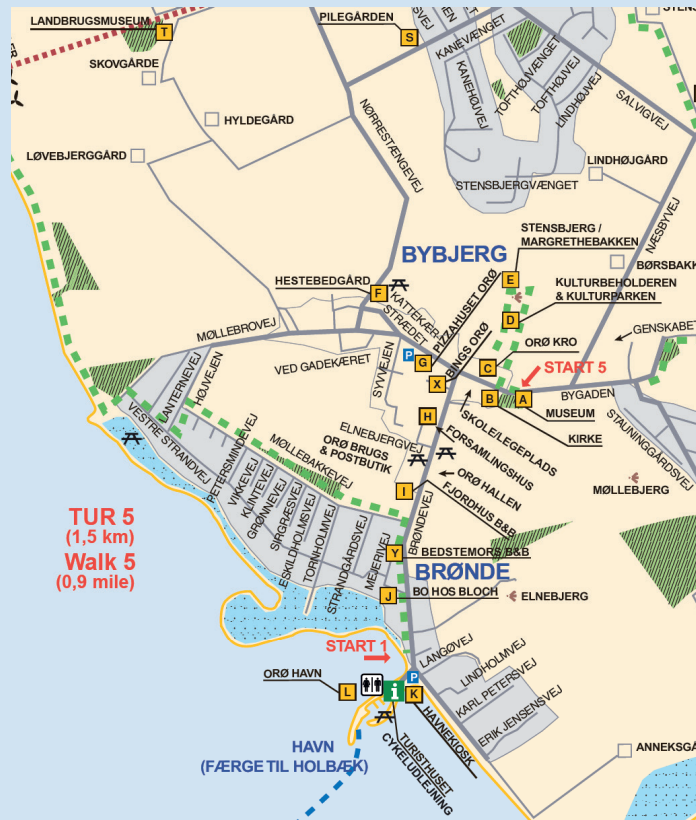 LANDBRUGSMUSEUM
T
SKOVGÅRDE
HYLDEGÅRD
LØVEBJERGGÅRD
PILEGÅRDEN
S
KANEVÆNGET
KANEHØJVEJ
TOFTHØJVÆNGET
TOFTHØJVEJ
LINDHØJVEJ
SALVIGVEJ
NØRRESTÆNGEVEJ
STENSBJERGVÆNGET
LINDHØJGÅRD
NÆSBYVEJ
BYBJERG
STENSBJERG /
MARGRETHEBAKKEN
E
BØRSBAKK
HESTEBEDGÅRD
F
KATTEKÆR-
STRÆDET
PIZZAHUSET ORØ
BINGS ORØ
KULTURBEHOLDEREN
& KULTURPARKEN
D
GENSKABET
MØLLEBROVEJ
VED GADEKÆRET
SYVVEJEN
P
G
X
C
ORØ KRO
START 5
B
A
BYGADEN
MUSEUM
KIRKE
LANTERNEVEJ
HØJVEJEN
VESTRE STRANDVEJ
ELNEBJERGVEJ
H
SKOLE/LEGEPLADS
FORSAMLINGSHUS
STAUNINGGARDSVEJ
ORØ BRUGS
& POSTBUTIK
MØLLEBAKKEVEJ
PETERSMINDEVEJ
VIKKEVEJ
KLINTEVEJ
GRØNNEVEJ
SIRGRÆSVEJ
ESKILDHOLMSVEJ
TORNHOLMVEJ
STRANDGÅRDSVEJ
MEJERIVEJ
I
BRØNDEVEJ
ORØ HALLEN
FJORDHUS B&B
MØLLEBJERG
TUR 5
(1,5 km)
Walk 5
(0,9 mile)
Y
BEDSTEMORS B&B
BRØNDE
J
BO HOS BLOCH
ELNEBJERG
START 1
LANGØVEJ
LINDHOLMVEJ
KARL PETERSVEJ
ERIK JENSENSVEJ
P
ORØ HAVN
L
i
K
HAVNEKIOSK
TURISTHUSET
CYKELUDLEJNING
HAVN
(FÆRGE TIL HOLBÆK)
ANNEKSGÅ